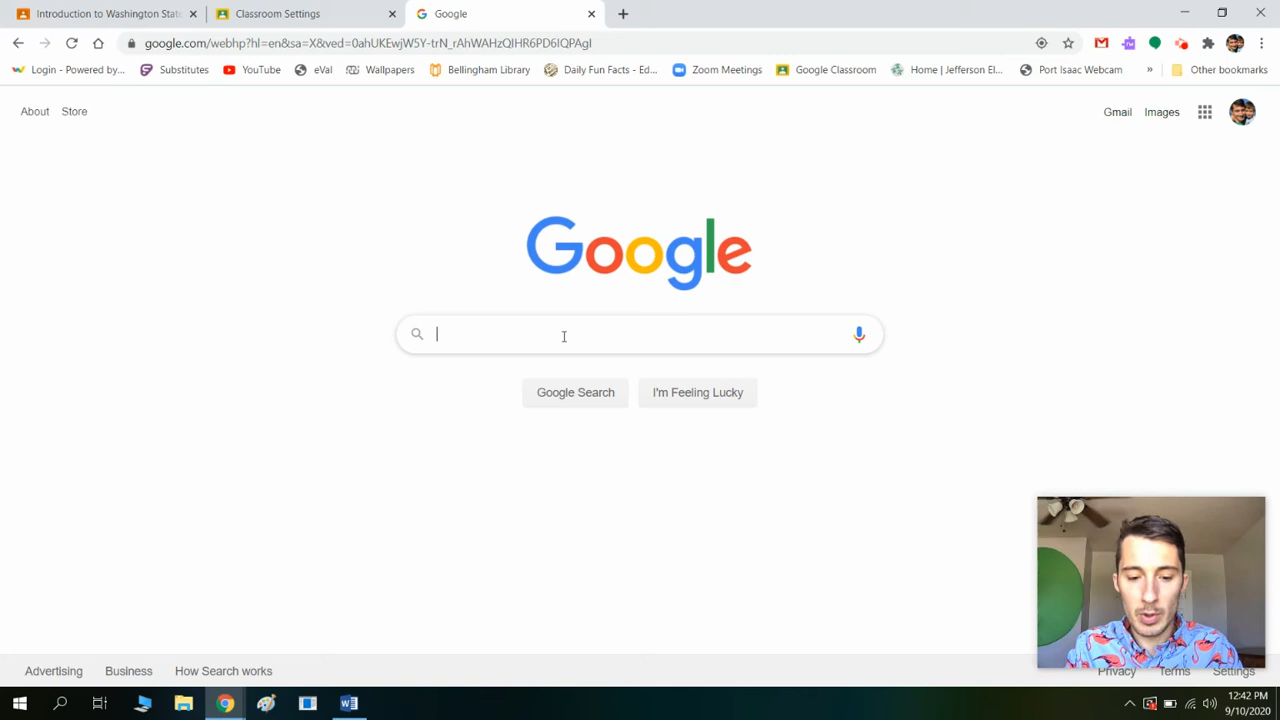 Introduction to Washington State
Classroom Settings
Google
google.com/webhp?hl=en&sa=X&ved=0ahUKEwjW5Y-trN_rAhWAHzQIHR6PD6IQPAgI
Login - Powered by...
Substitutes
YouTube
eVal
Wallpapers
Bellingham Library
Daily Fun Facts - Ed...
Zoom Meetings
Google Classroom
Home | Jefferson El...
Port Isaac Webcam
»
Other bookmarks
About
Store
Gmail
Images
Google
Google Search
I'm Feeling Lucky
Advertising
Business
How Search works
Privacy
Terms
Settings
12:42 PM
9/10/2020